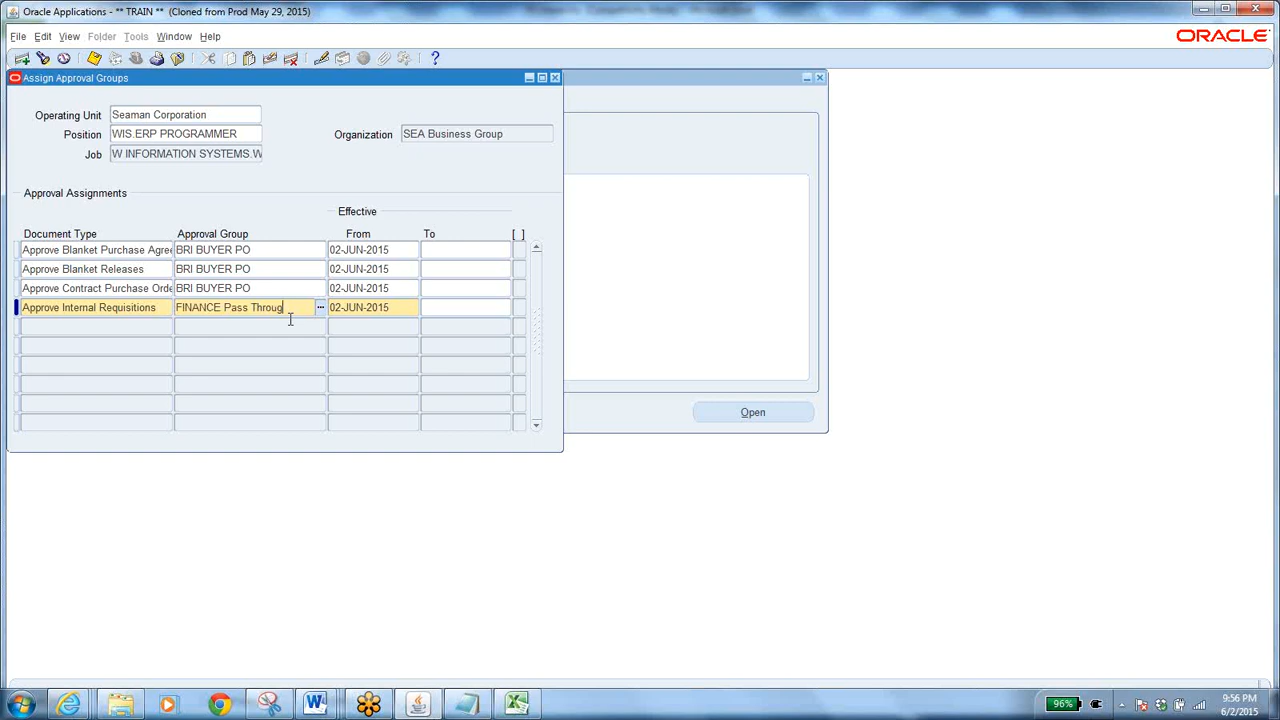 Oracle Applications - ** TRAIN ** (Cloned from Prod May 29, 2015)
File Edit View Folder Tools Window Help
ORACLE
Assign Approval Groups
Operating Unit Seaman Corporation
Position WIS.ERP PROGRAMMER Organization SEA Business Group
Job W INFORMATION SYSTEMS.W
Approval Assignments
Effective
Document Type Approval Group From To [ ]
Approve Blanket Purchase Agree BRI BUYER PO 02-JUN-2015
Approve Blanket Releases BRI BUYER PO 02-JUN-2015
Approve Contract Purchase Orde BRI BUYER PO 02-JUN-2015
Approve Internal Requisitions FINANCE Pass Throug 02-JUN-2015
Open
96% 9:56 PM
6/2/2015